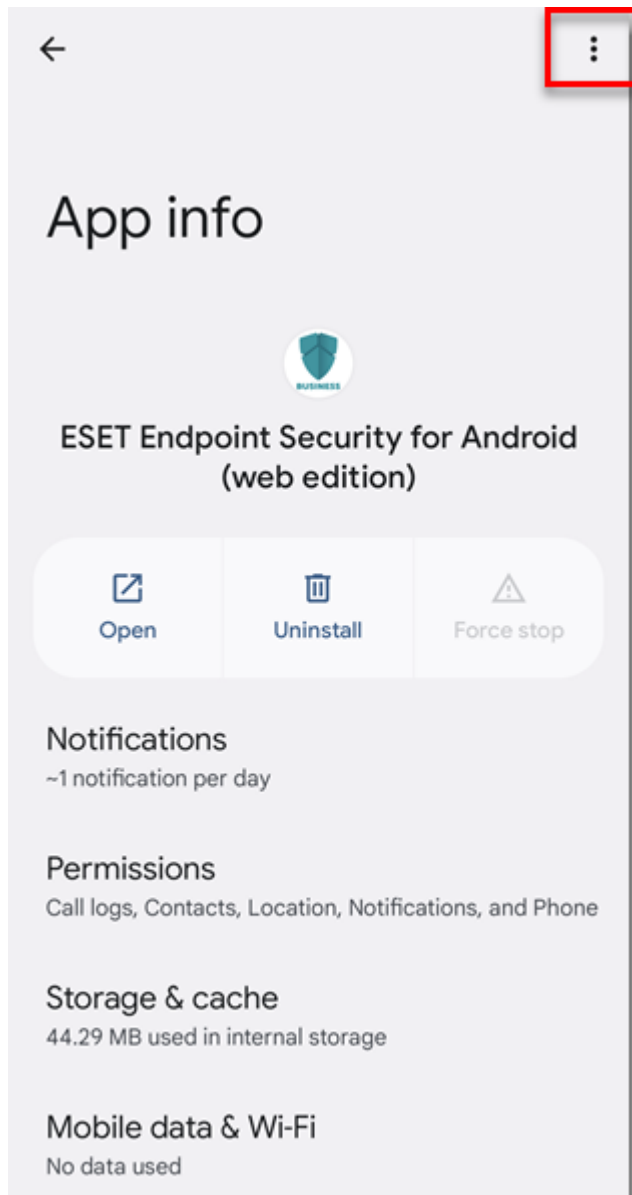 App info
BUSINESS
ESET Endpoint Security for Android
(web edition)
Open
Uninstall
Force stop
Notifications
~1 notification per day
Permissions
Call logs, Contacts, Location, Notifications, and Phone
Storage & cache
44.29 MB used in internal storage
Mobile data & Wi-Fi
No data used